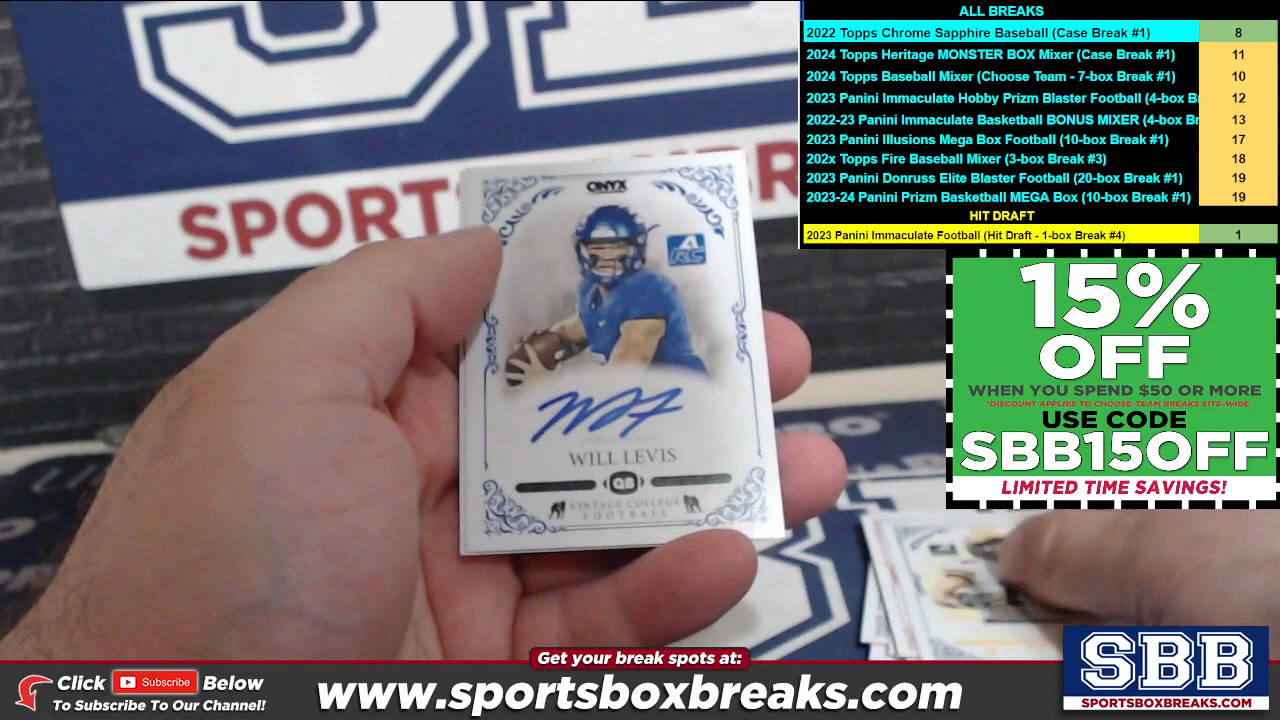 ALL BREAKS
2022 Topps Chrome Sapphire Baseball (Case Break #1) 8
2024 Topps Heritage MONSTER BOX Mixer (Case Break #1) 11
2024 Topps Baseball Mixer (Choose Team - 7-box Break #1) 10
2023 Panini Immaculate Hobby Prizm Blaster Football (4-box Br 12
2022-23 Panini Immaculate Basketball BONUS MIXER (4-box Br 13
2023 Panini Illusions Mega Box Football (10-box Break #1) 17
202x Topps Fire Baseball Mixer (3-box Break #3) 18
2023 Panini Donruss Elite Blaster Football (20-box Break #1) 19
2023-24 Panini Prizm Basketball MEGA Box (10-box Break #1) 19
HIT DRAFT
2023 Panini Immaculate Football (Hit Draft - 1-box Break #4) 1
SPORTS
ONYX
WILL LEVIS
QB
VINTAGE COLLEGE
FOOTBALL
15%
OFF
WHEN YOU SPEND $50 OR MORE
*DISCOUNT APPLIES TO CHOOSE-TEAM BREAKS SITE-WIDE
USE CODE
SBB15OFF
LIMITED TIME SAVINGS!
Get your break spots at:
Click Subscribe Below
To Subscribe To Our Channel!
www.sportsboxbreaks.com
SBB
SPORTSBOXBREAKS.COM